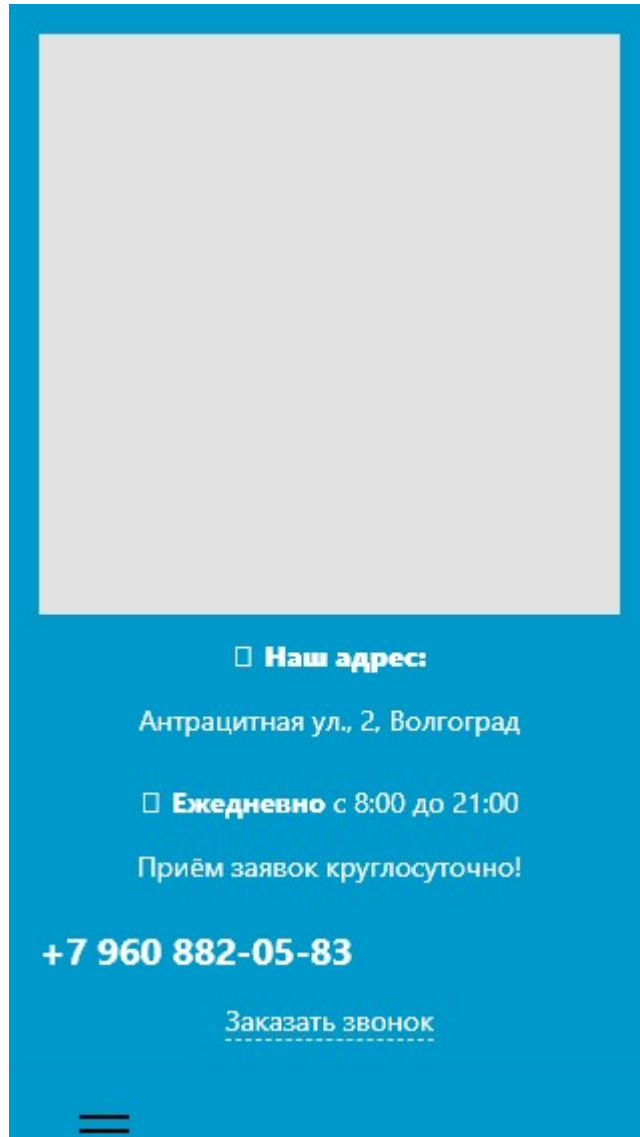 Наш адрес:
Антрацитная ул., 2, Волгоград
Ежедневно с 8:00 до 21:00
Приём заявок круглосуточно!
+7 960 882-05-83
Заказать звонок